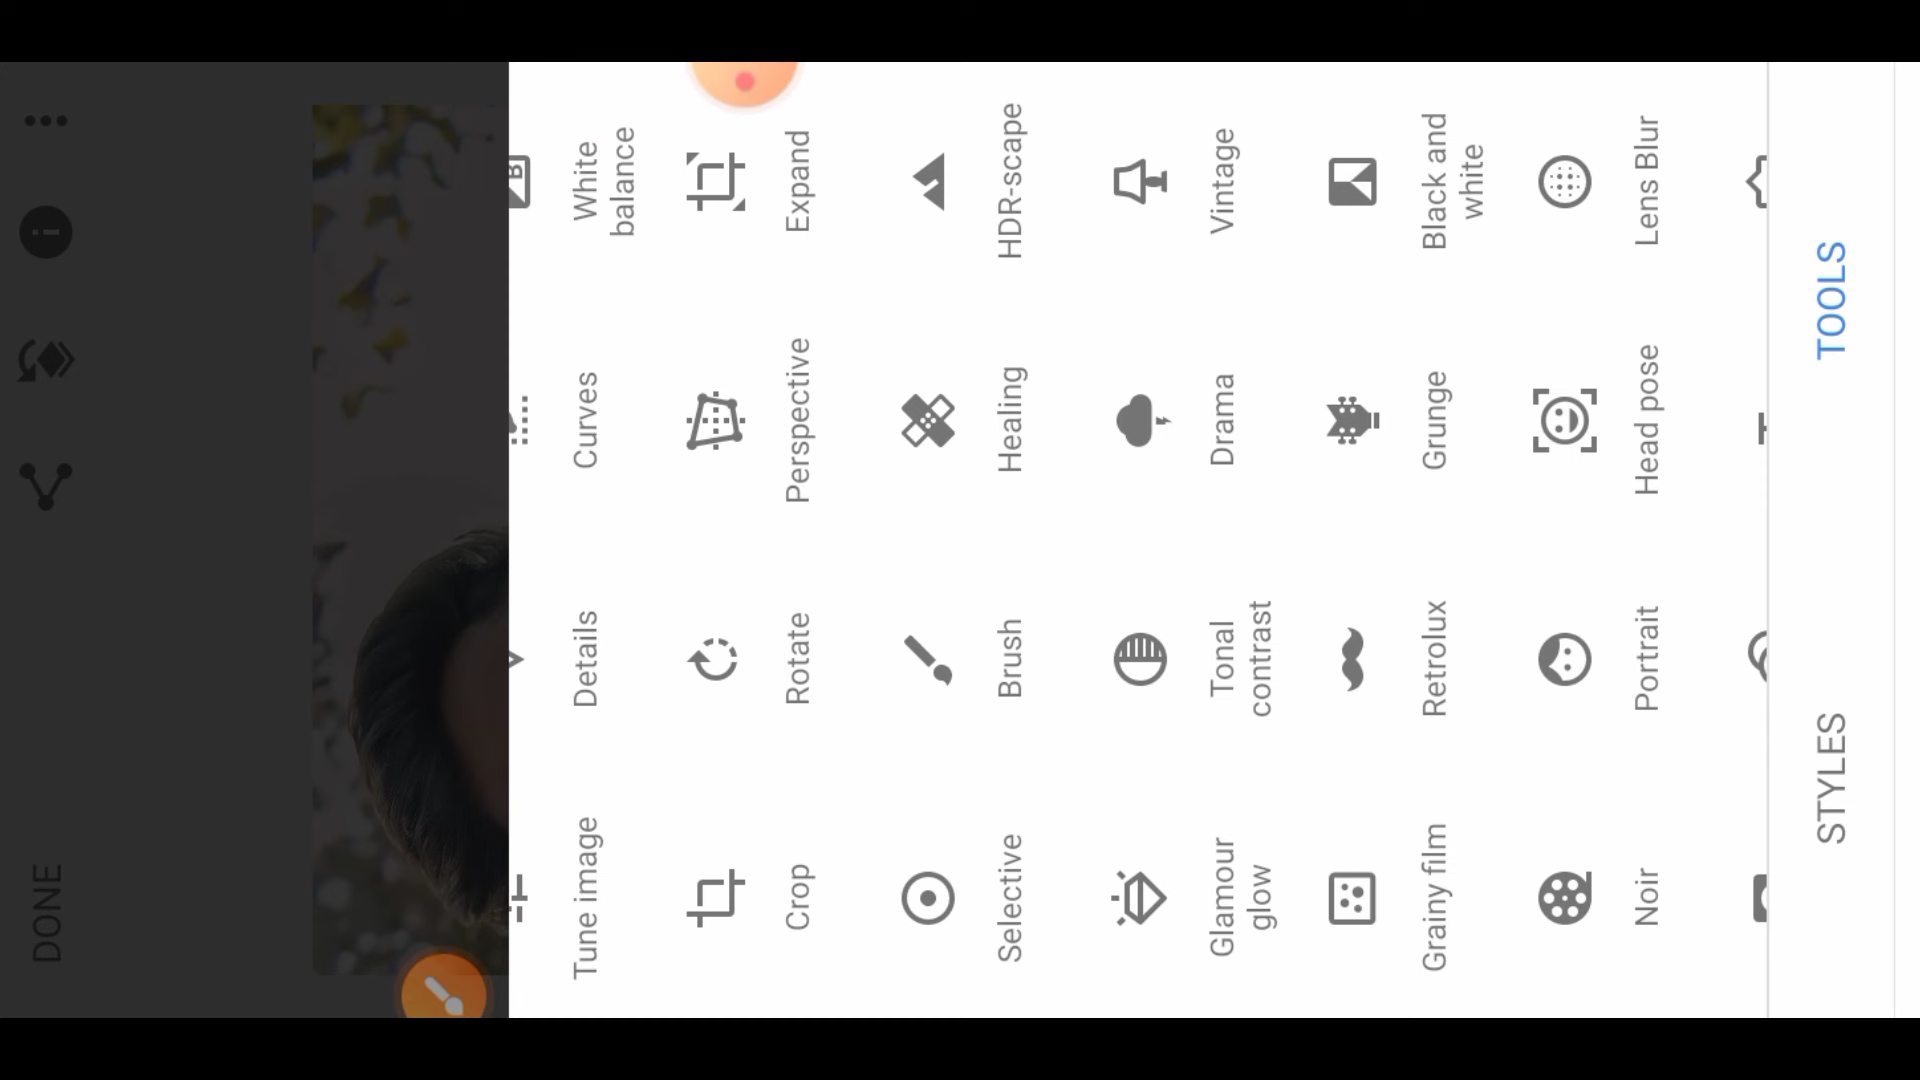 DONE
Tune image
Details
Curves
White
balance
Crop
Rotate
Perspective
Expand
Selective
Brush
Healing
HDR-scape
Glamour
glow
Tonal
contrast
Drama
Vintage
Grainy film
Retrolux
Grunge
Black and
white
Noir
Portrait
Head pose
Lens Blur
STYLES
TOOLS